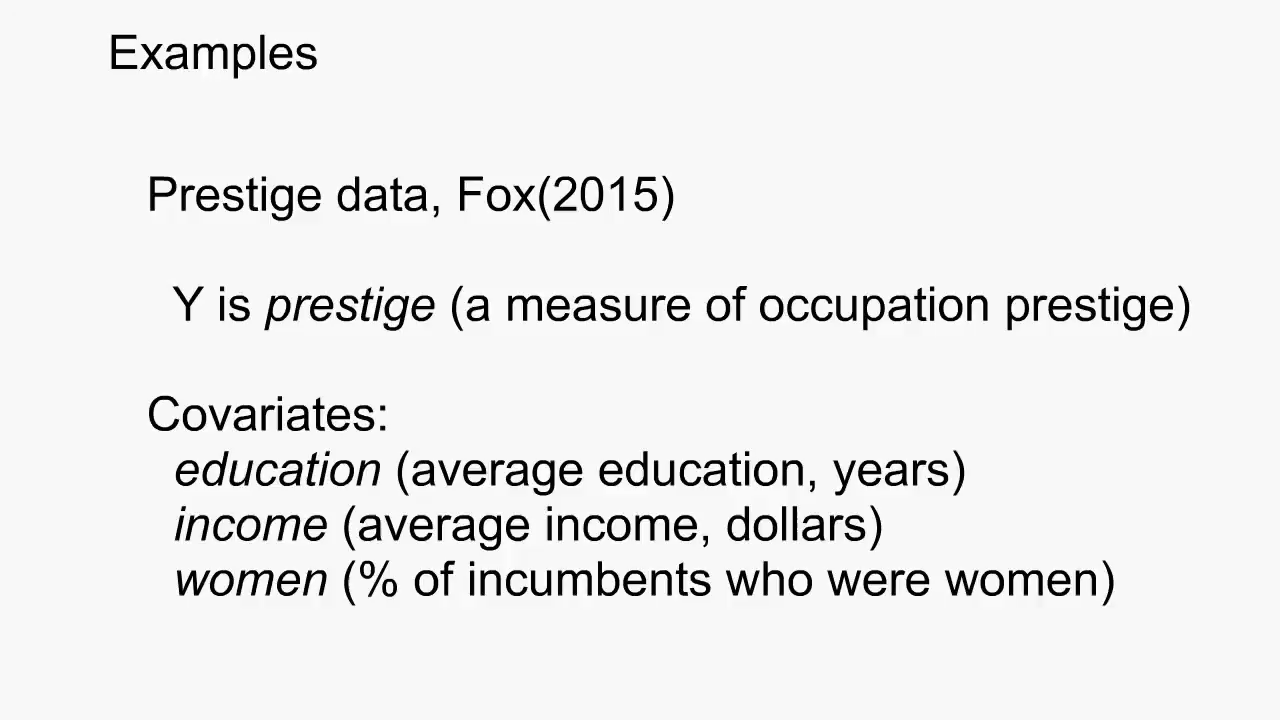 Examples
Prestige data, Fox(2015)
Y is prestige (a measure of occupation prestige)
Covariates:
education (average education, years)
income (average income, dollars)
women (% of incumbents who were women)